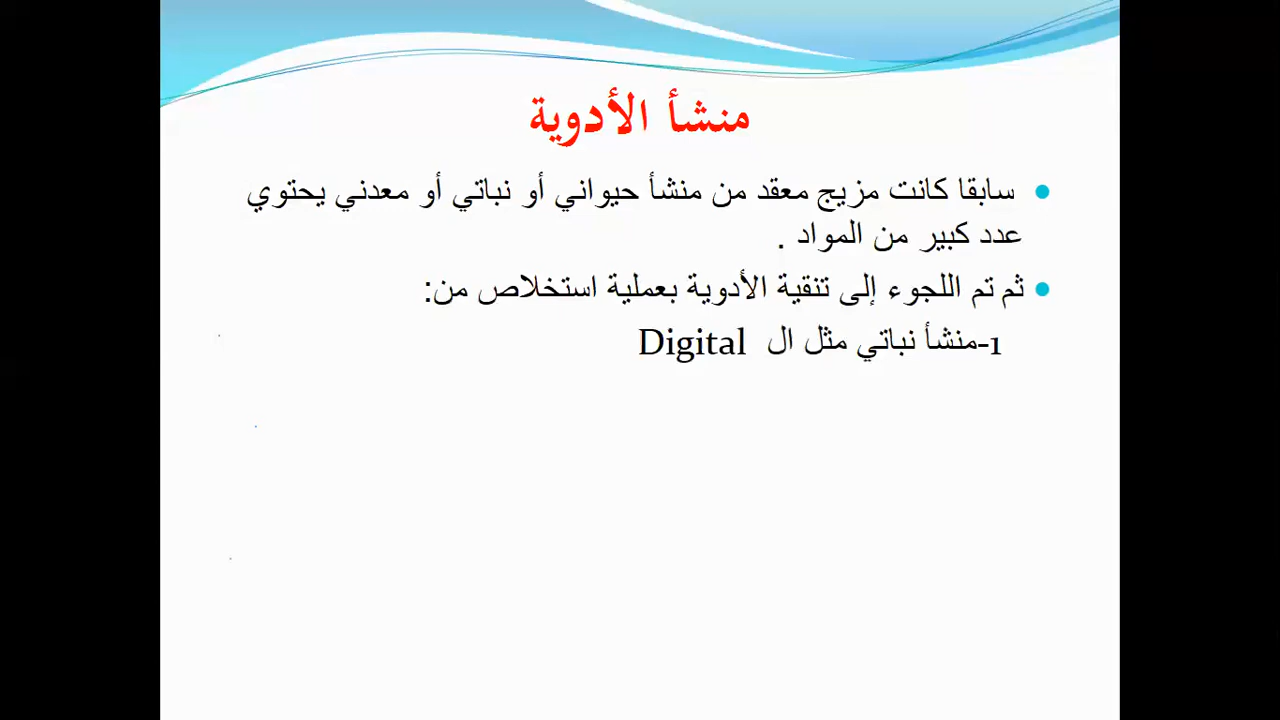 منشأ الأدوية
سابقا كانت مزيج معقد من منشأ حيواني أو نباتي أو معدني يحتوي
عدد كبير من المواد .
ثم تم اللجوء إلى تنقية الأدوية بعملية استخلاص من:
1-منشأ نباتي مثل ال Digital